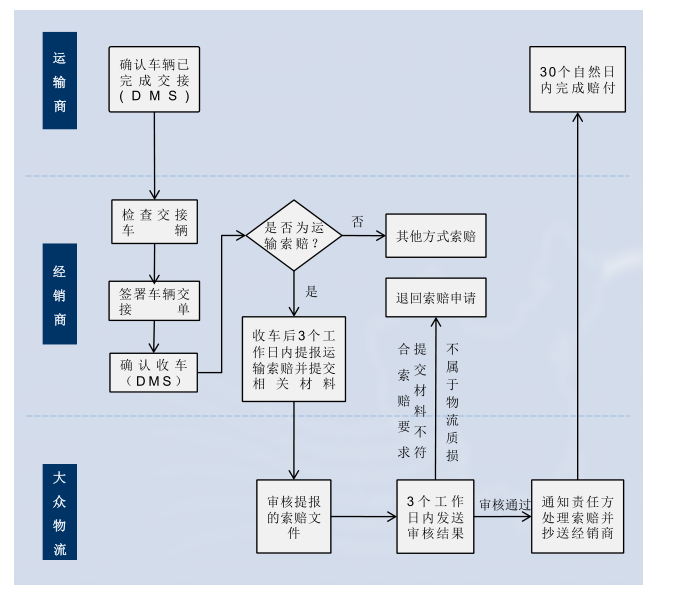 运
输
商
确认车辆已
完成交接
(DMS)
30个自然日
内完成赔付
经
销
商
检查交接
车辆
签署车辆交
接单
确认收车
（DMS）
是否为运
输索赔？
否
其他方式索赔
是
收车后3个工
作日内提报运
输索赔并提交
相关材料
退回索赔申请
提交材料不符
合索赔要求
不属于物流质损
大
众
物
流
审核提报
的索赔文
件
3个工作
日内发送
审核结果
审核通过
通知责任方
处理索赔并
抄送经销商